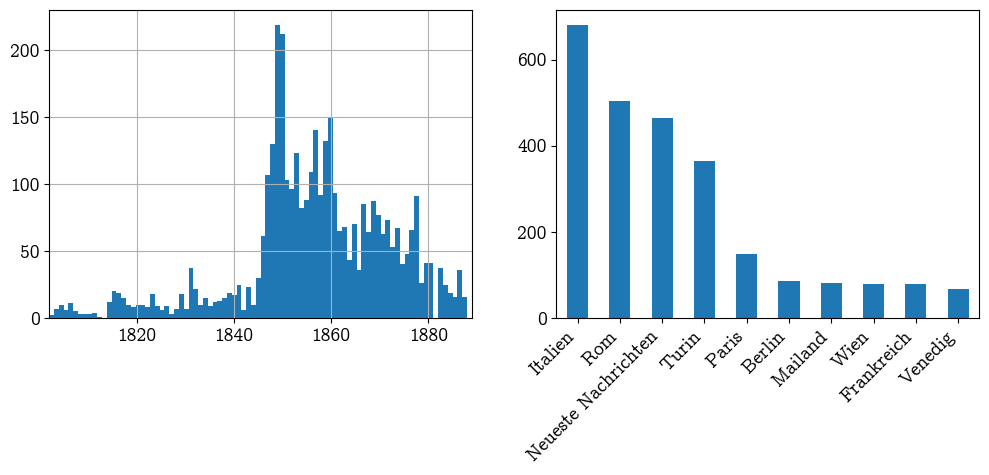 200
150
100
50
0
1820 1840 1860 1880
600
400
200
0
Italien
Rom
Neueste Nachrichten
Turin
Paris
Berlin
Mailand
Wien
Frankreich
Venedig